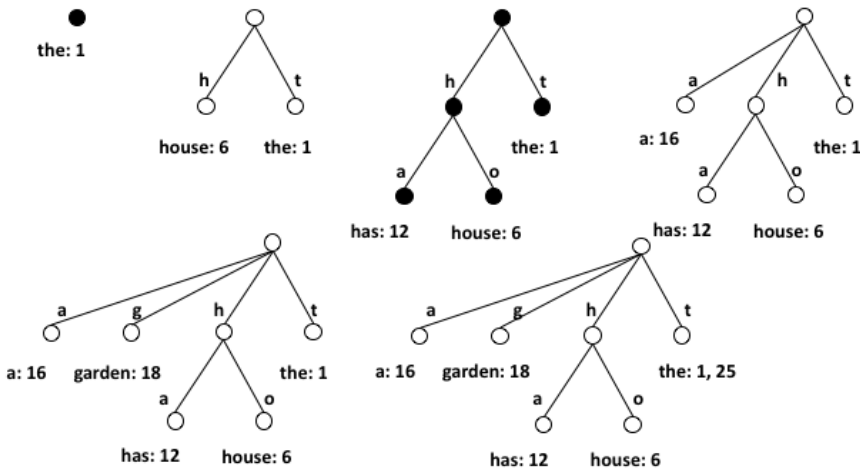 the: 1
h t
house: 6 the: 1
h t
the: 1
a o
has: 12 house: 6
a h t
a: 16 the: 1
a o
has: 12 house: 6
a g h t
a: 16 garden: 18 the: 1
a o
has: 12 house: 6
a g h t
a: 16 garden: 18 the: 1, 25
a o
has: 12 house: 6